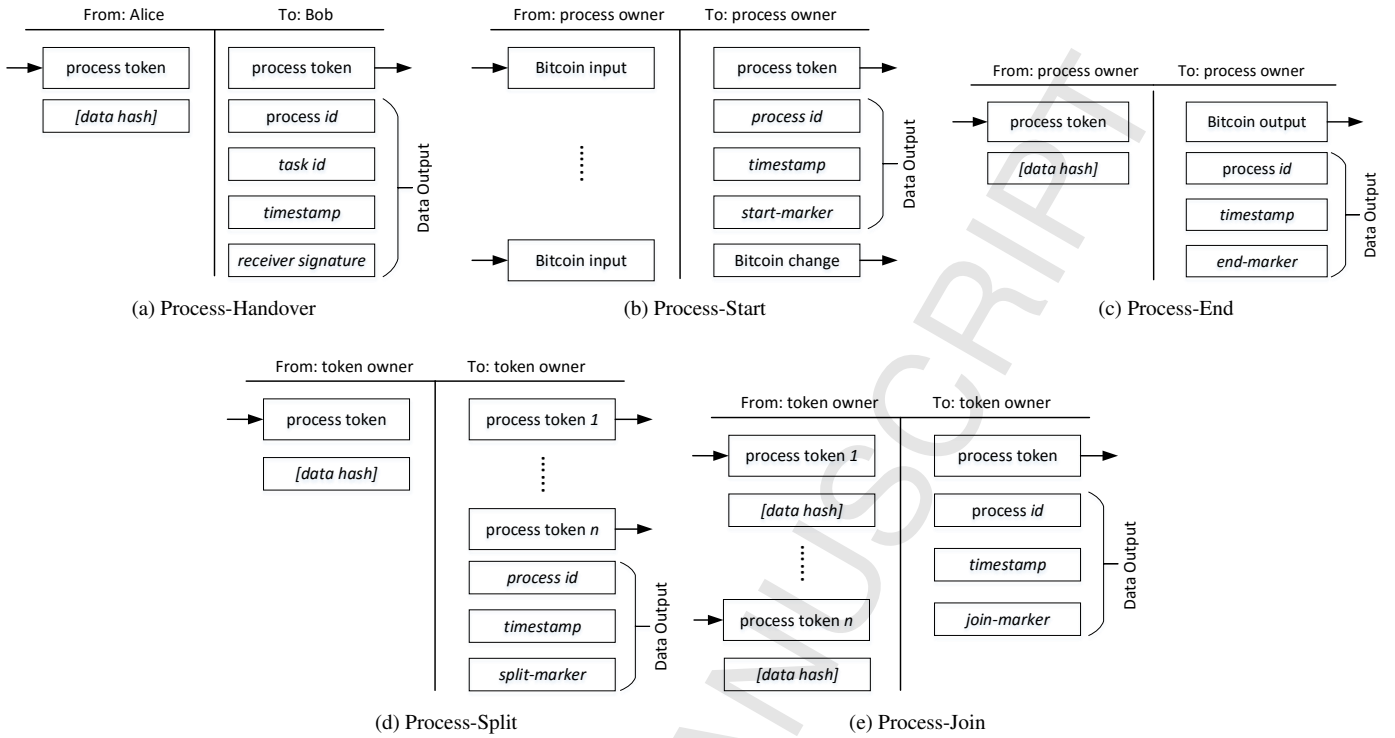 From: Alice
To: Bob
process token
process token
[data hash]
process id
task id
timestamp
receiver signature
Data Output
(a) Process-Handover
From: process owner
To: process owner
Bitcoin input
process token
process id
timestamp
start-marker
Data Output
Bitcoin input
Bitcoin change
(b) Process-Start
From: process owner
To: process owner
process token
Bitcoin output
[data hash]
process id
timestamp
end-marker
Data Output
(c) Process-End
From: token owner
To: token owner
process token
process token 1
[data hash]
process token n
process id
timestamp
split-marker
Data Output
(d) Process-Split
From: token owner
To: token owner
process token 1
process token
[data hash]
process id
timestamp
process token n
join-marker
[data hash]
Data Output
(e) Process-Join
ANUSCRIPT